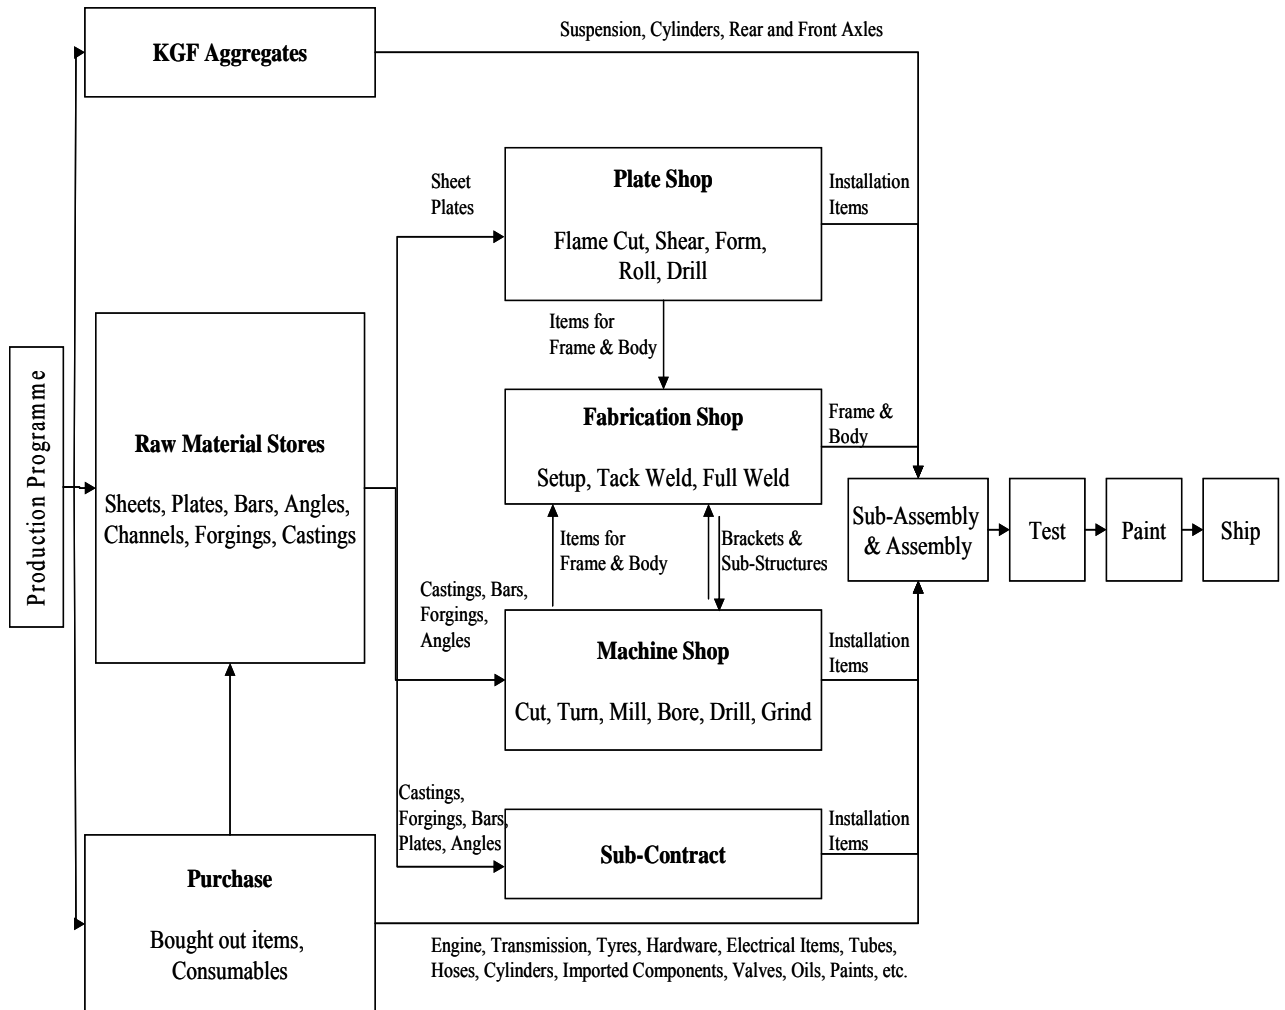 Suspension, Cylinders, Rear and Front Axles
KGF Aggregates
Sheet
Plates
Plate Shop
Flame Cut, Shear, Form,
Roll, Drill
Installation
Items
Items for
Frame & Body
Production Programme
Raw Material Stores
Sheets, Plates, Bars, Angles,
Channels, Forgings, Castings
Fabrication Shop
Setup, Tack Weld, Full Weld
Frame &
Body
Sub-Assembly
& Assembly
Test
Paint
Ship
Items for
Frame & Body
Brackets &
Sub-Structures
Castings, Bars,
Forgings,
Angles
Machine Shop
Cut, Turn, Mill, Bore, Drill, Grind
Installation
Items
Castings,
Forgings, Bars,
Plates, Angles
Sub-Contract
Installation
Items
Purchase
Bought out items,
Consumables
Engine, Transmission, Tyres, Hardware, Electrical Items, Tubes,
Hoses, Cylinders, Imported Components, Valves, Oils, Paints, etc.